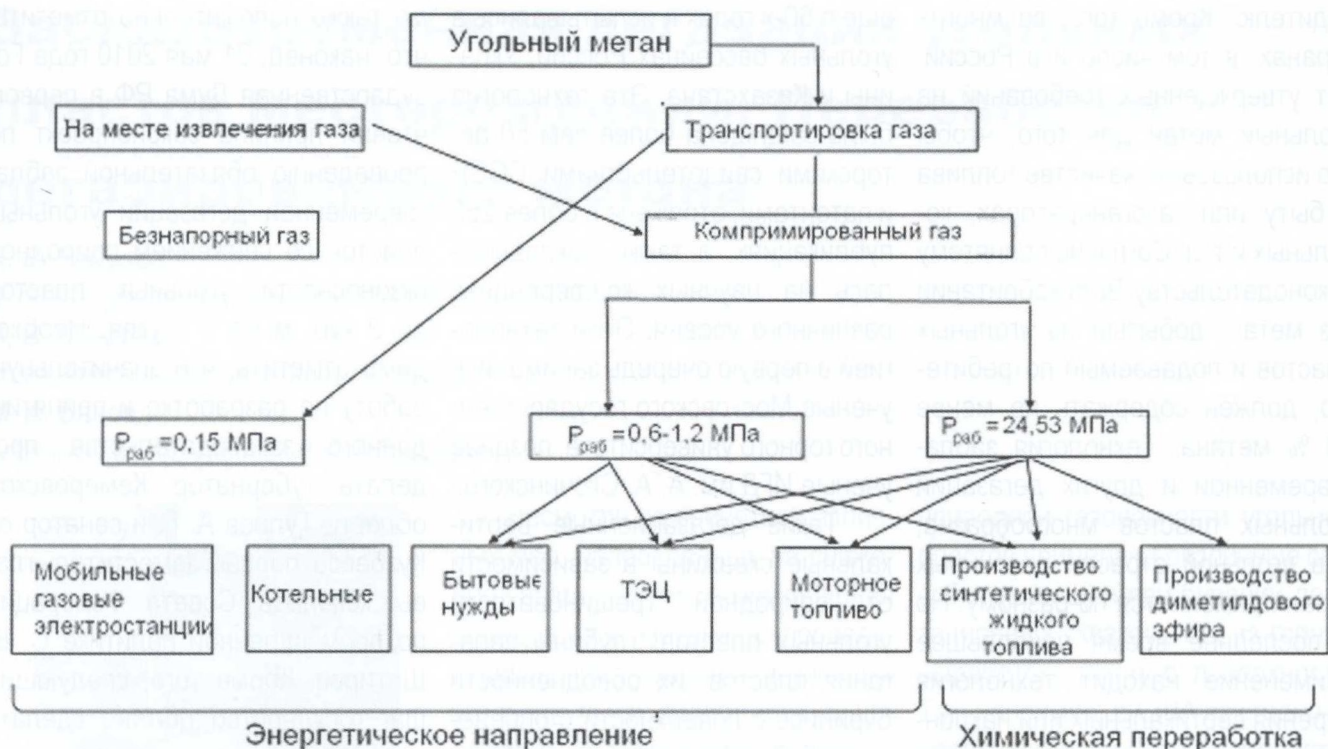 Угольный метан
На месте извлечения газа
Транспортировка газа
Безнапорный газ
Компримированный газ
Pраб=0,15 МПа
Pраб=0,6-1,2 МПа
Pраб=24,53 МПа
Мобильные
газовые
электростанции
Котельные
Бытовые
нужды
ТЭЦ
Моторное
топливо
Производство
синтетического
жидкого
топлива
Производство
диметилдового
эфира
Энергетическое направление
Химическая переработка